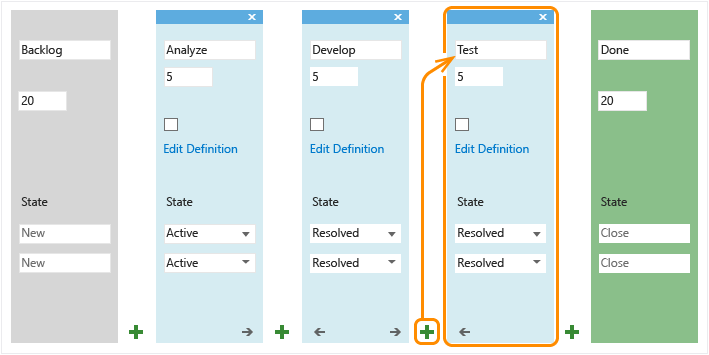 Backlog
20
State
New
New
Analyze
5
Edit Definition
State
Active
Active
Develop
5
Edit Definition
State
Resolved
Resolved
Test
5
Edit Definition
State
Resolved
Resolved
Done
20
State
Close
Close